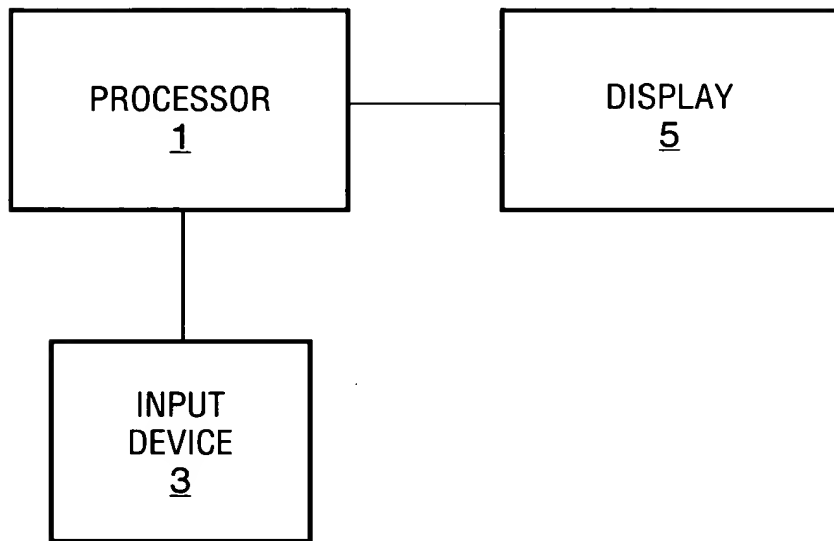 PROCESSOR
1
DISPLAY
5
INPUT
DEVICE
3